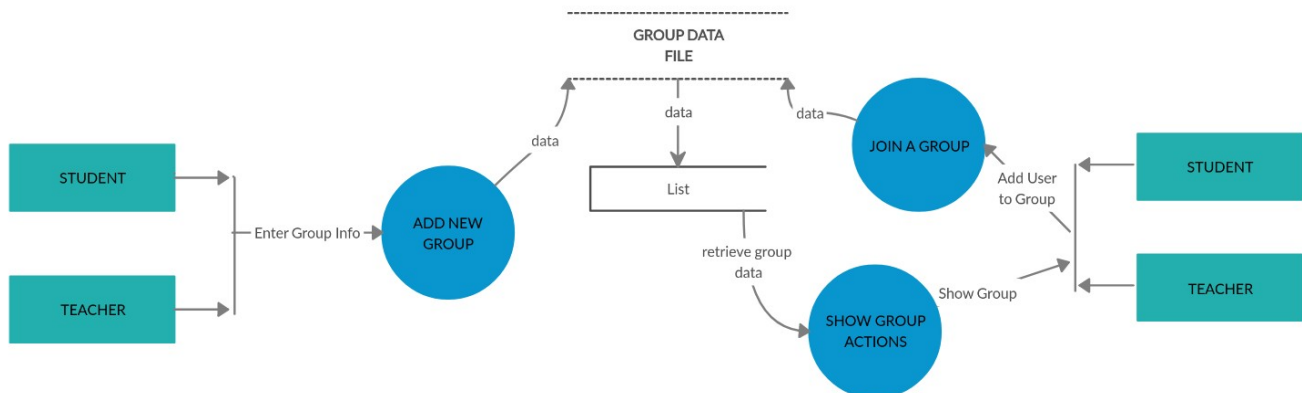 GROUP DATA
FILE
data
data
data
STUDENT
TEACHER
Enter Group Info
ADD NEW
GROUP
List
JOIN A GROUP
Add User
to Group
STUDENT
TEACHER
retrieve group
data
SHOW GROUP
ACTIONS
Show Group